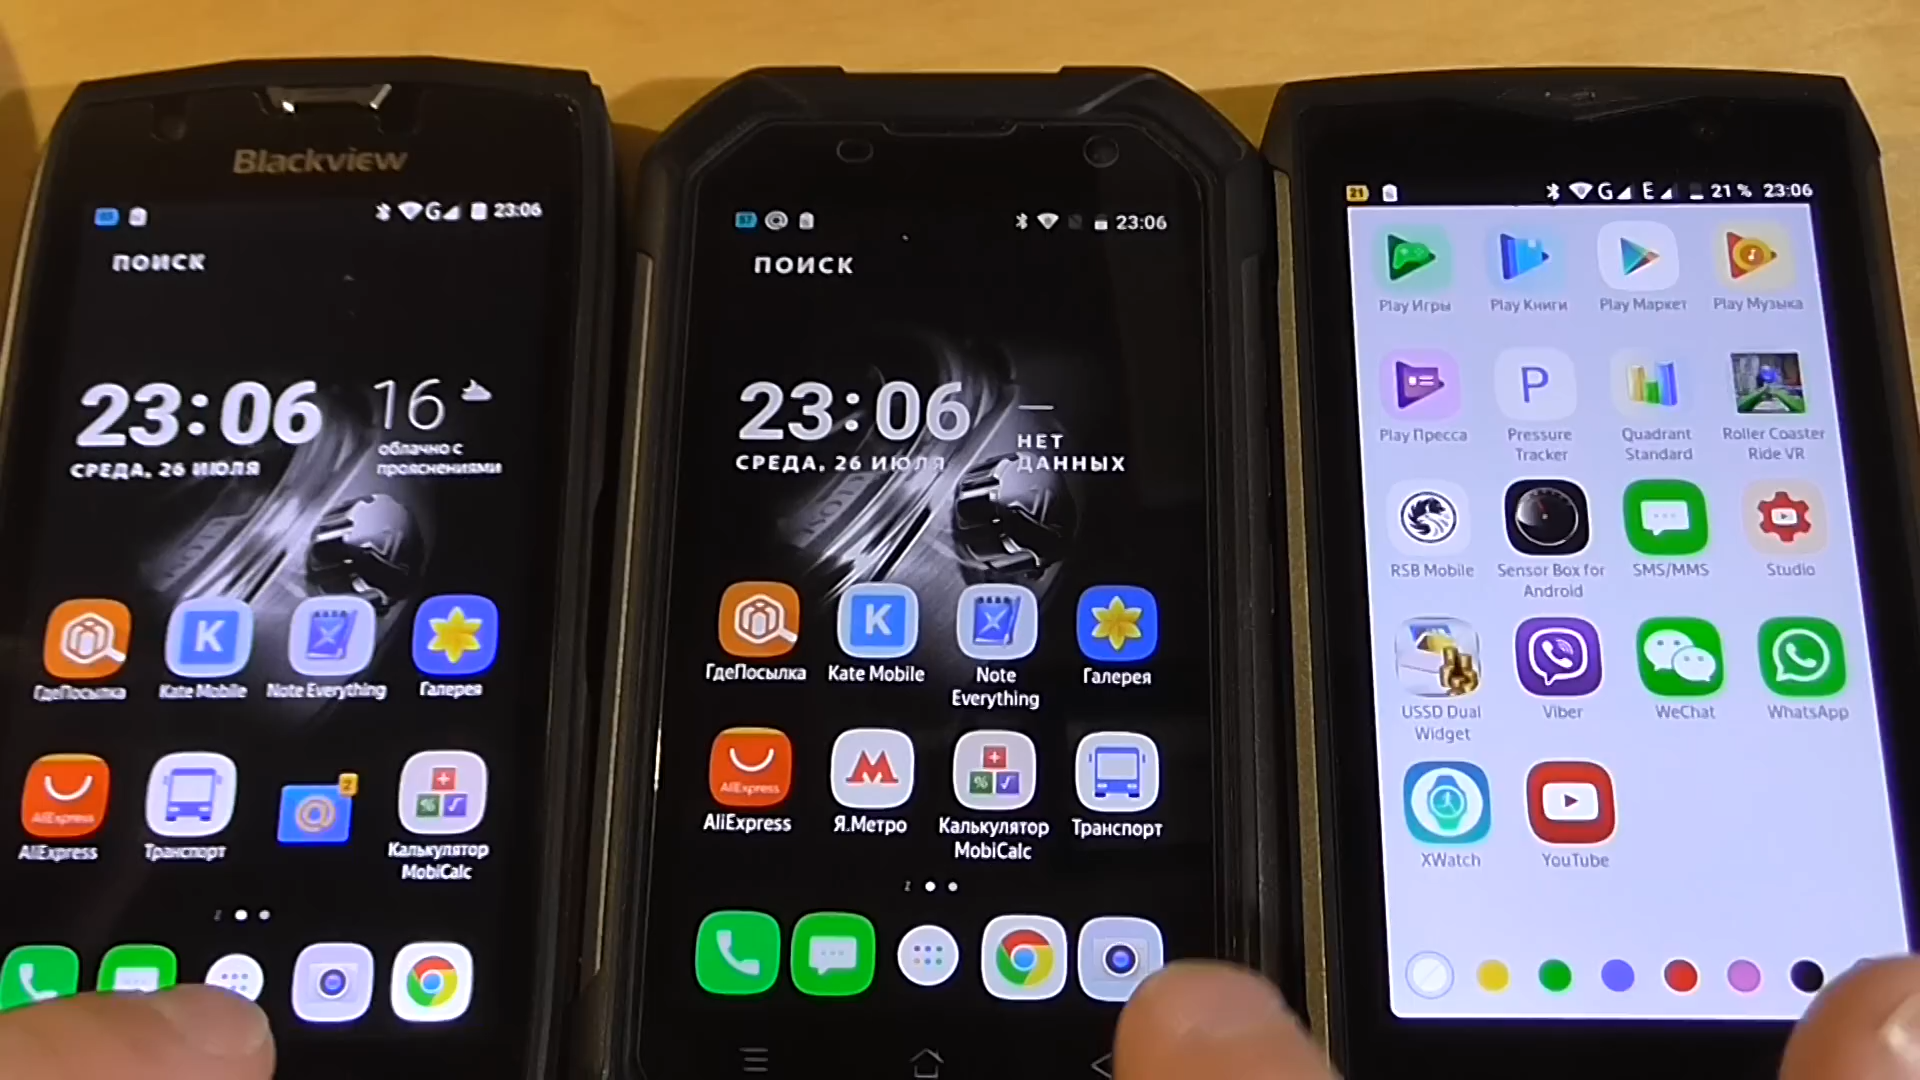 Blackview
G 23:06
ПОИСК
23:06
16
облачно с
прояснениями
СРЕДА, 26 ИЮЛЯ
ГдеПосылка
Kate Mobile
Note Everything
Галерея
AliExpress
AliExpress
Транспорт
2
Калькулятор
MobiCalc
23:06
ПОИСК
23:06
НЕТ
ДАННЫХ
СРЕДА, 26 ИЮЛЯ
K
ГдеПосылка
Kate Mobile
Note
Everything
Галерея
AliExpress
AliExpress
Я.Метро
Калькулятор
MobiCalc
Транспорт
21
G E 21 % 23:06
Play Игры
Play Книги
Play Маркет
Play Музыка
P
Play Пресса
Pressure
Tracker
Quadrant
Standard
Roller Coaster
Ride VR
RSB Mobile
Sensor Box for
Android
SMS/MMS
Studio
USSD Dual
Widget
Viber
WeChat
WhatsApp
XWatch
YouTube